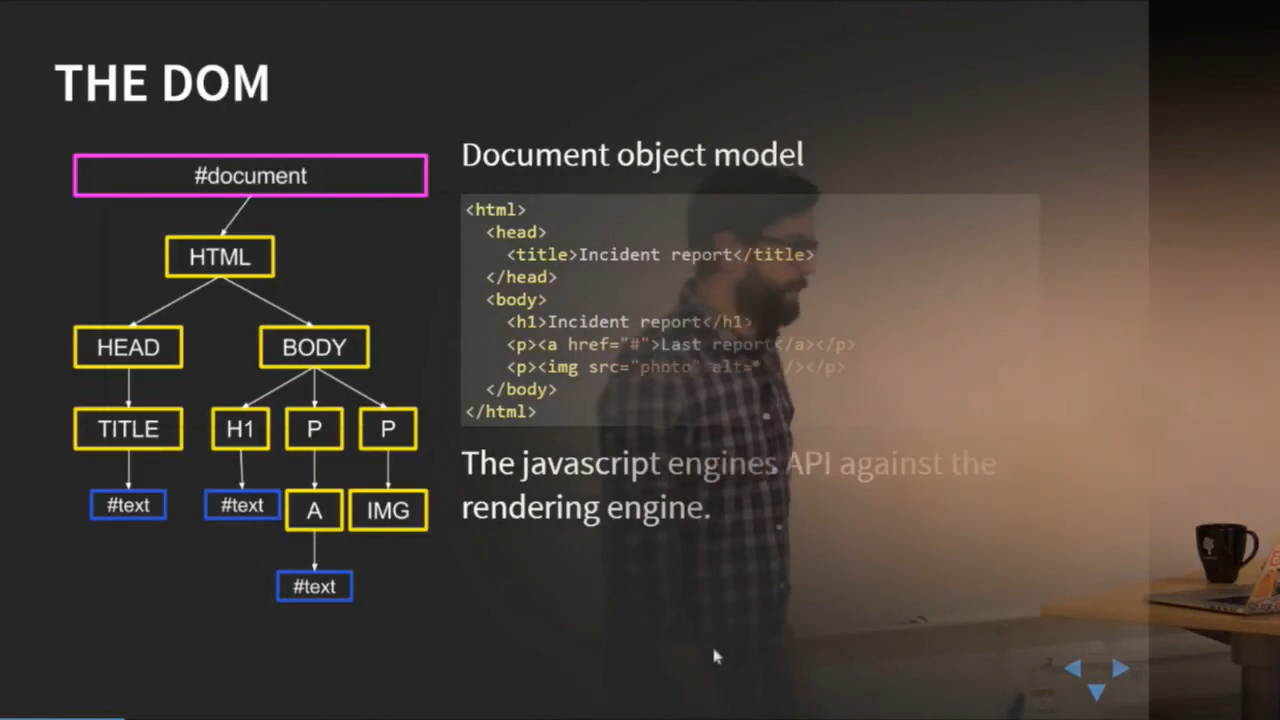 THE DOM
#document
HTML
HEAD BODY
TITLE H1 P P
#text #text A IMG
#text
Document object model
<html>
<head>
<title>Incident report</title>
</head>
<body>
<h1>Incident report</h1>
<p><a href="#">Last report</a></p>
<p><img src="photo" alt=" "/></p>
</body>
</html>
The javascript engines API against the
rendering engine.